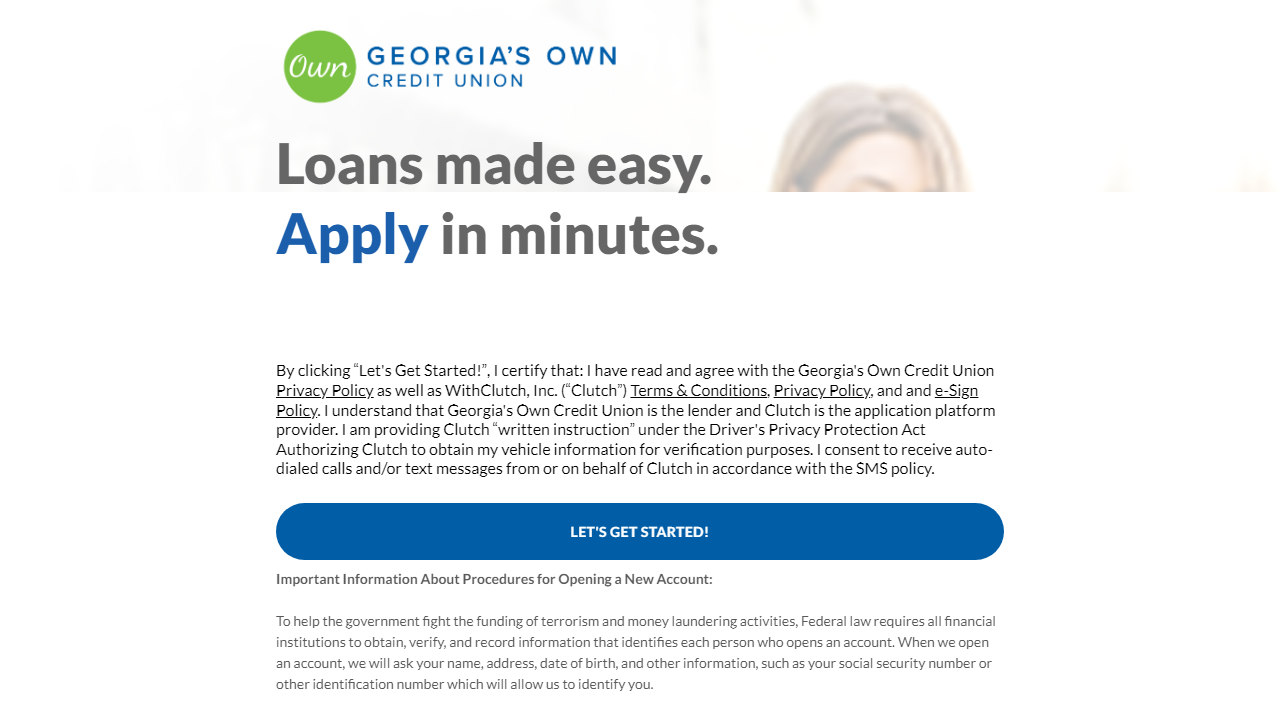 Own GEORGIA'S OWN
CREDIT UNION
Loans made easy.
Apply in minutes.
By clicking “Let's Get Started!”, I certify that: I have read and agree with the Georgia's Own Credit Union
Privacy Policy as well as WithClutch, Inc. (“Clutch”) Terms & Conditions, Privacy Policy, and and e-Sign
Policy. I understand that Georgia's Own Credit Union is the lender and Clutch is the application platform
provider. I am providing Clutch “written instruction” under the Driver's Privacy Protection Act
Authorizing Clutch to obtain my vehicle information for verification purposes. I consent to receive auto-
dialed calls and/or text messages from or on behalf of Clutch in accordance with the SMS policy.
LET'S GET STARTED!
Important Information About Procedures for Opening a New Account:
To help the government fight the funding of terrorism and money laundering activities, Federal law requires all financial
institutions to obtain, verify, and record information that identifies each person who opens an account. When we open
an account, we will ask your name, address, date of birth, and other information, such as your social security number or
other identification number which will allow us to identify you.